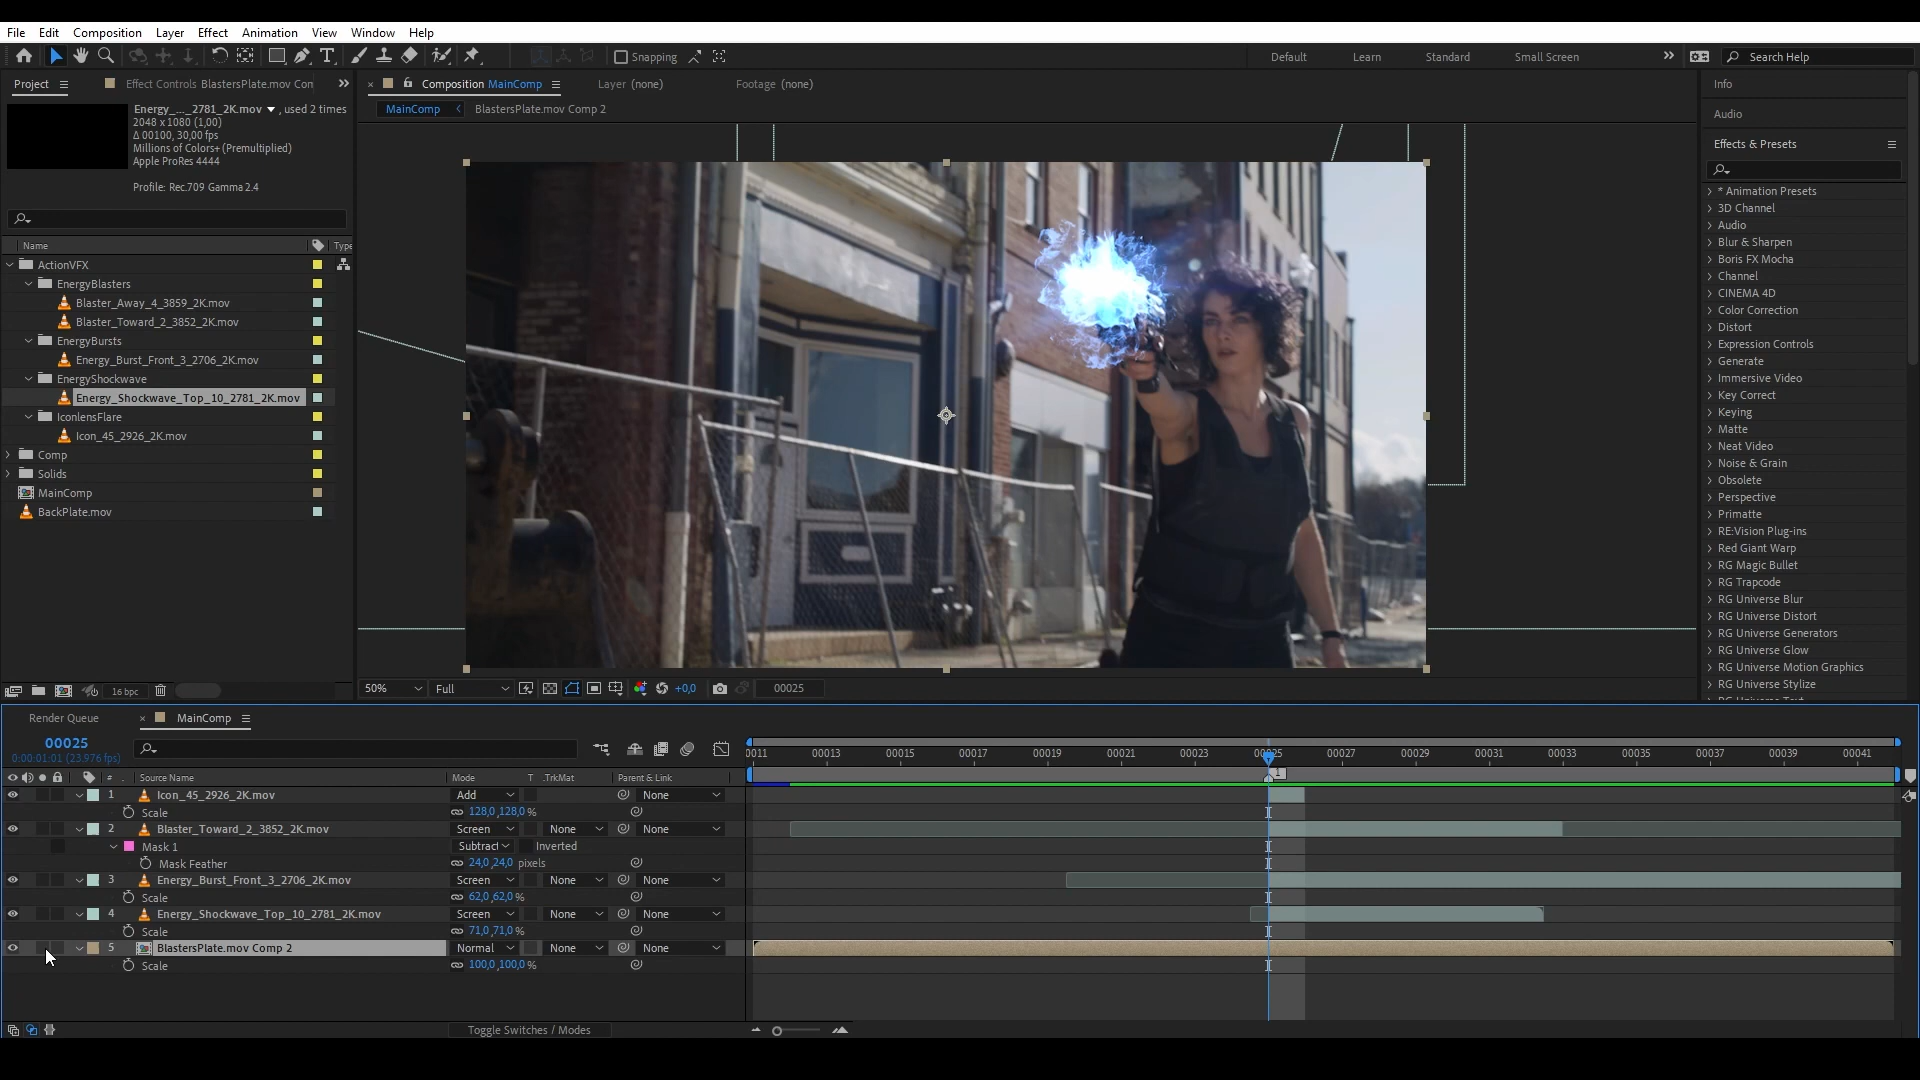 File Edit Composition Layer Effect Animation View Window Help
Snapping Default Learn Standard Small Screen Search Help
Project Effect Controls BlastersPlate.mov Con
Energy_..._2781_2K.mov , used 2 times
2048 x 1080 (1,00)
Δ 00100, 30,00 fps
Millions of Colors+ (Premultiplied)
Apple ProRes 4444
Profile: Rec.709 Gamma 2.4
Name Type
ActionVFX
EnergyBlasters
Blaster_Away_4_3859_2K.mov
Blaster_Toward_2_3852_2K.mov
EnergyBursts
Energy_Burst_Front_3_2706_2K.mov
EnergyShockwave
Energy_Shockwave_Top_10_2781_2K.mov
IconlensFlare
Icon_45_2926_2K.mov
Comp
Solids
MainComp
BackPlate.mov
16 bpc
Composition MainComp Layer (none) Footage (none)
MainComp BlastersPlate.mov Comp 2
50% Full +0,0 00025
Info
Audio
Effects & Presets
* Animation Presets
3D Channel
Audio
Blur & Sharpen
Boris FX Mocha
Channel
CINEMA 4D
Color Correction
Distort
Expression Controls
Generate
Immersive Video
Key Correct
Keying
Matte
Neat Video
Noise & Grain
Obsolete
Perspective
Primatte
RE:Vision Plug-ins
Red Giant Warp
RG Magic Bullet
RG Trapcode
RG Universe Blur
RG Universe Distort
RG Universe Generators
RG Universe Glow
RG Universe Motion Graphics
RG Universe Stylize
Render Queue MainComp
00025
0:00:01:01 (23.976 fps)
0011 00013 00015 00017 00019 00021 00023 00025 00027 00029 00031 00033 00035 00037 00039 00041
# Source Name Mode T .TrkMat Parent & Link
1
1 Icon_45_2926_2K.mov Add None
Scale 128,0,128,0 %
2 Blaster_Toward_2_3852_2K.mov Screen None None
Mask 1 Subtract Inverted
Mask Feather 24,0,24,0 pixels
3 Energy_Burst_Front_3_2706_2K.mov Screen None None
Scale 62,0,62,0 %
4 Energy_Shockwave_Top_10_2781_2K.mov Screen None None
Scale 71,0,71,0 %
5 BlastersPlate.mov Comp 2 Normal None None
Scale 100,0,100,0 %
Toggle Switches / Modes